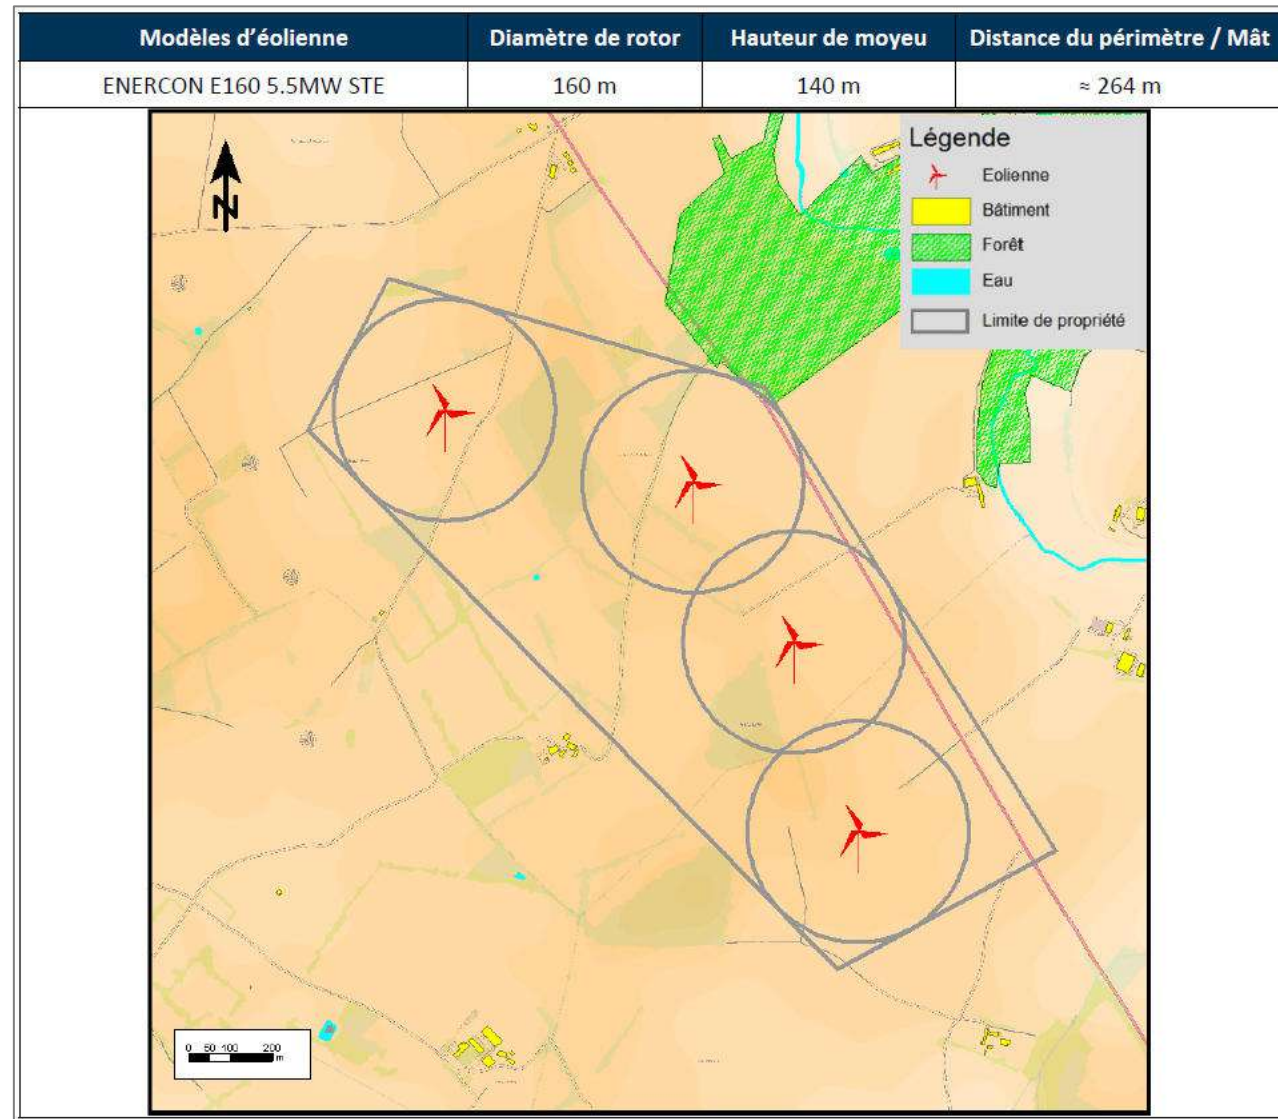 Modèles d'éolienne Diamètre de rotor Hauteur de moyeu Distance du périmètre / Mât
ENERCON E160 5.5MW STE 160 m 140 m ≈ 264 m
N
Légende
Eolienne
Bâtiment
Forêt
Eau
Limite de propriété
0 50 100 200
m